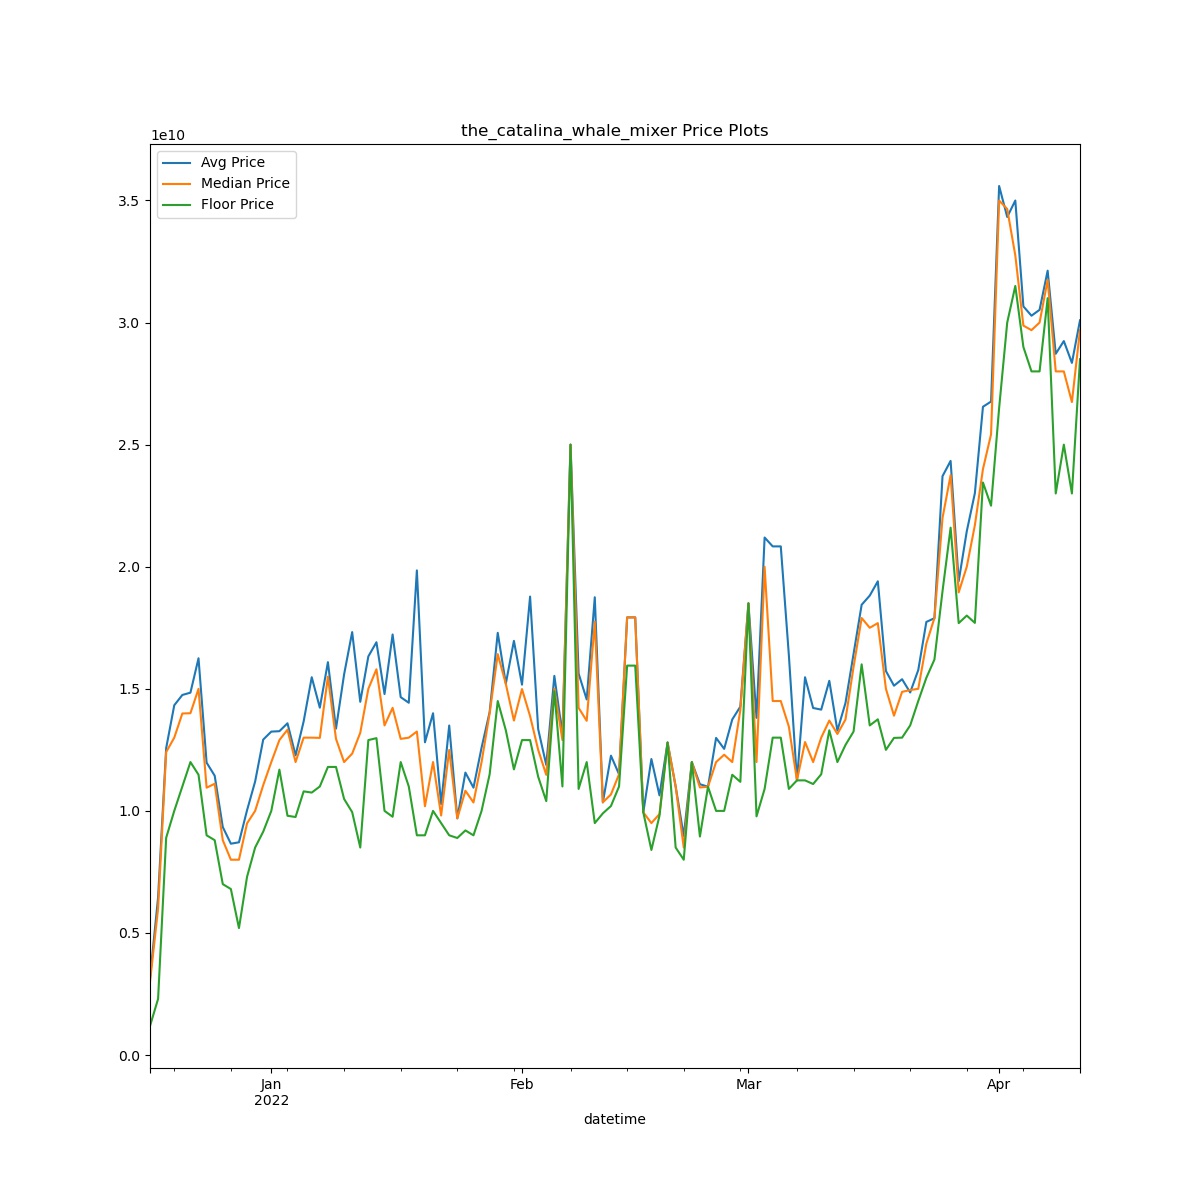 the_catalina_whale_mixer Price Plots
1e10
Avg Price
Median Price
Floor Price
3.5
3.0
2.5
2.0
1.5
1.0
0.5
0.0
Jan
2022
Feb
Mar
Apr
datetime